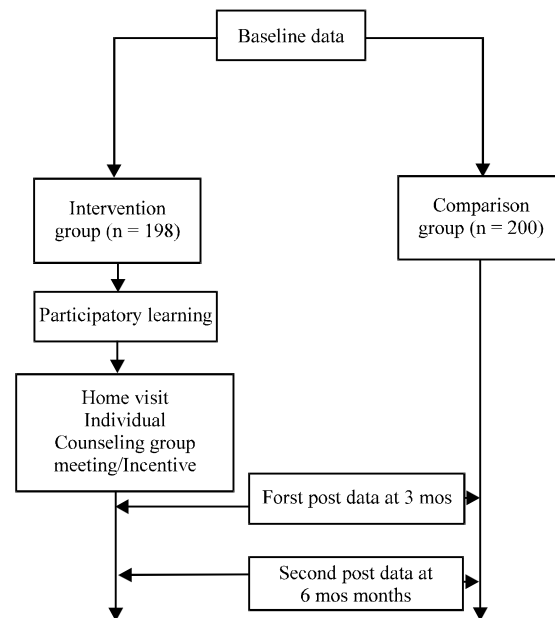 Baseline data
Intervention
group (n = 198)
Comparison
group (n = 200)
Participatory learning
Home visit
Individual
Counseling group
meeting/Incentive
Forst post data at 3 mos
Second post data at
6 mos months